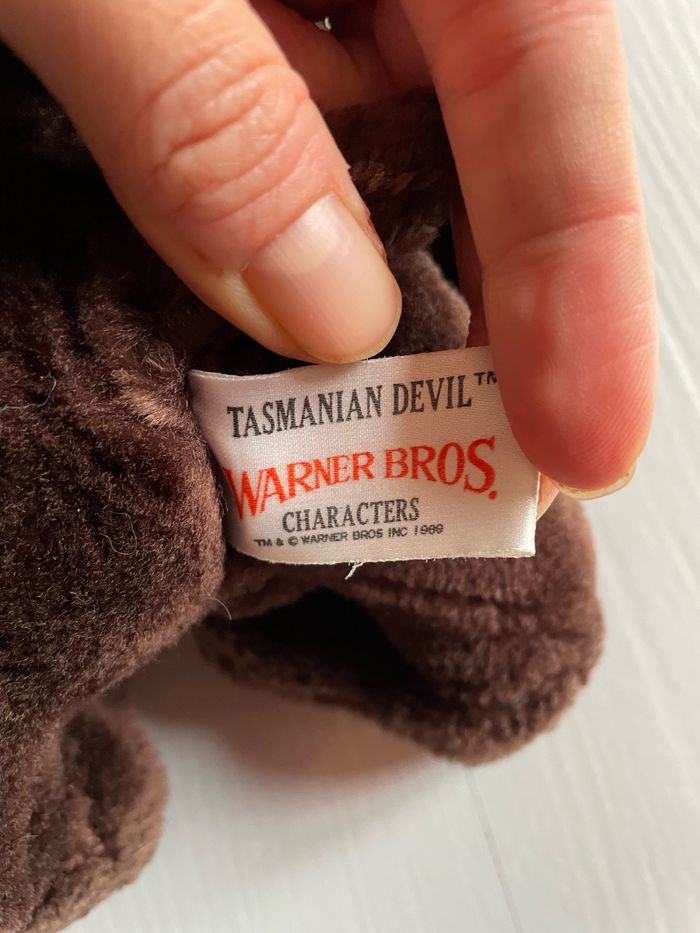 TASMANIAN DEVIL™
WARNER BROS.
CHARACTERS
TM & © WARNER BROS INC 1989